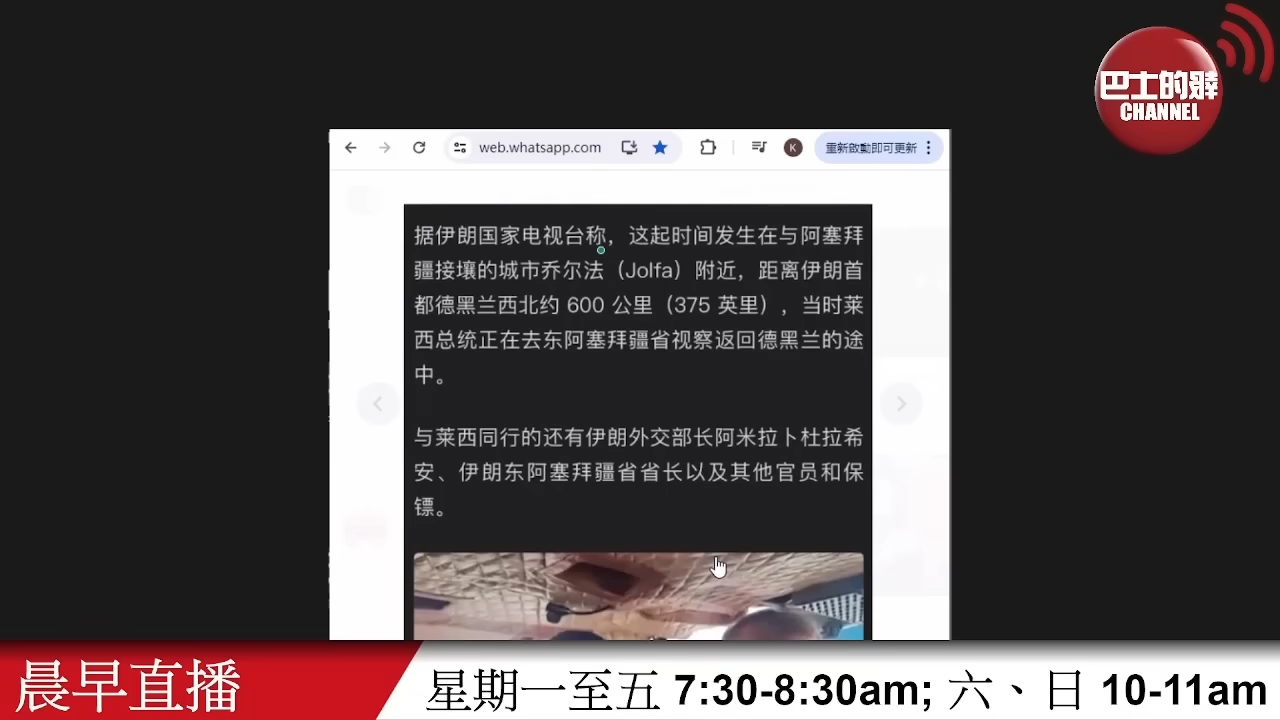 巴士的報
CHANNEL
web.whatsapp.com
K
重新啟動即可更新
据伊朗国家电视台称，这起时间发生在与阿塞拜
疆接壤的城市乔尔法（Jolfa）附近，距离伊朗首
都德黑兰西北约 600 公里（375 英里），当时莱
西总统正在去东阿塞拜疆省视察返回德黑兰的途
中。
与莱西同行的还有伊朗外交部长阿米拉卜杜拉希
安、伊朗东阿塞拜疆省省长以及其他官员和保
镖。
晨早直播
星期一至五 7:30-8:30am; 六、日 10-11am